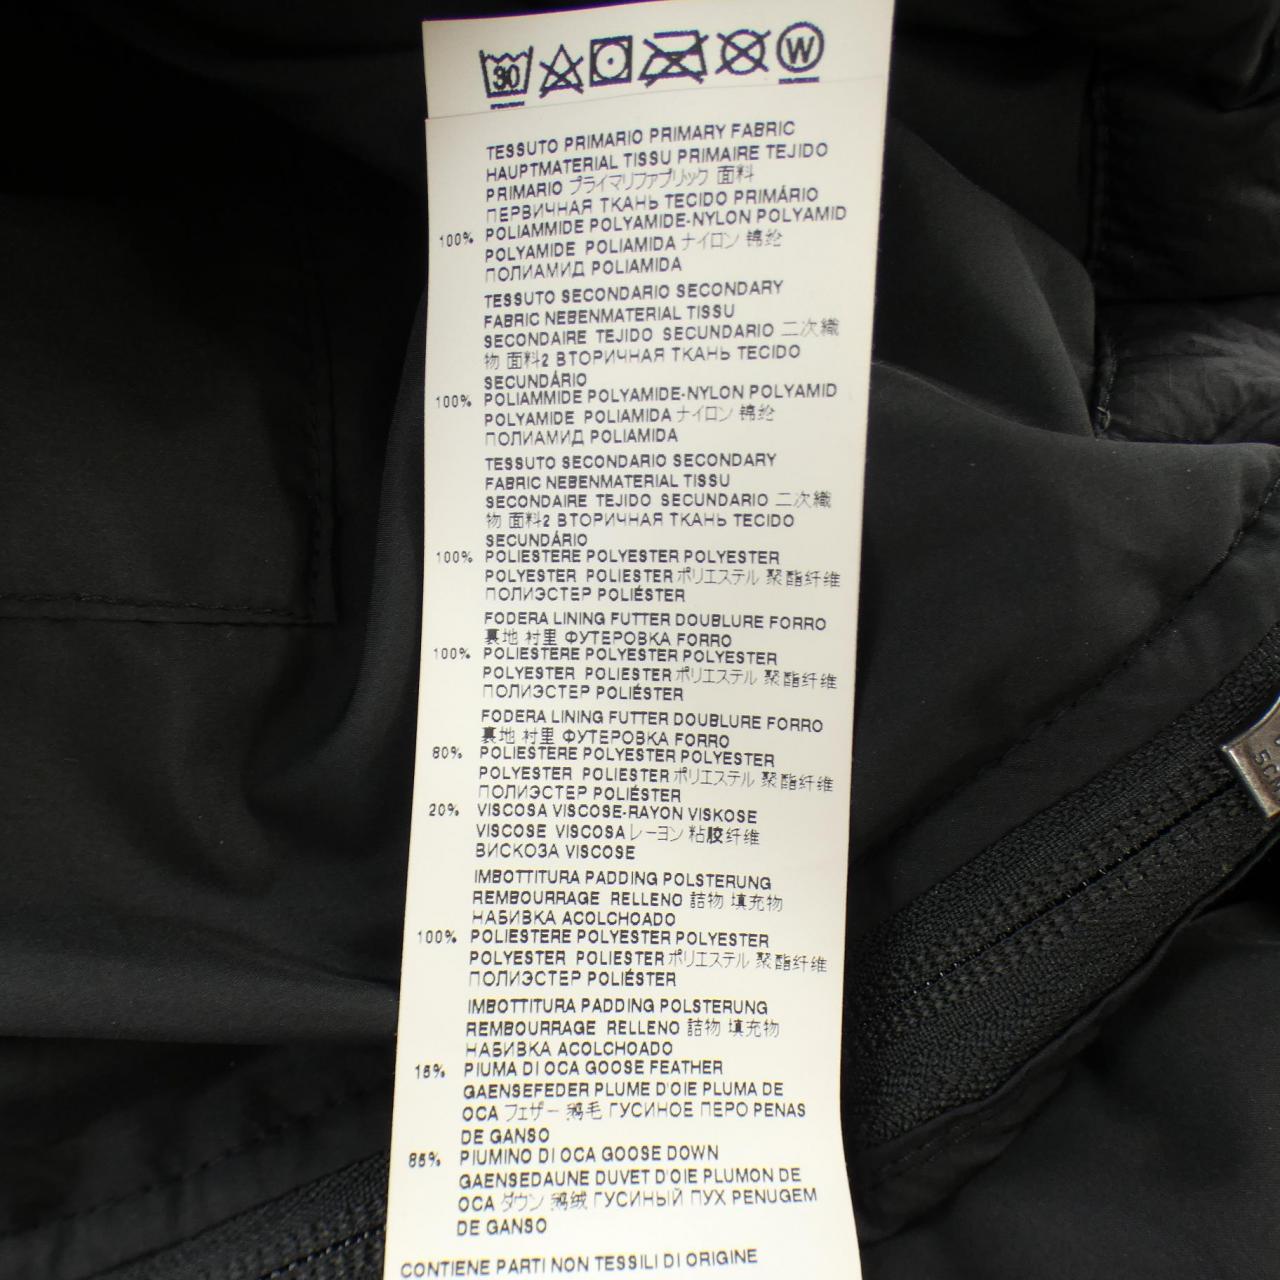 30
W
TESSUTO PRIMARIO PRIMARY FABRIC
HAUPTMATERIAL TISSU PRIMAIRE TEJIDO
PRIMARIO プライマリファブリック 面料
ПЕРВИЧНАЯ ТКАНЬ TECIDO PRIMÁRIO
100% POLIAMMIDE POLYAMIDE-NYLON POLYAMID
POLYAMIDE POLIAMIDA ナイロン 锦纶
ПОЛИАМИД POLIAMIDA
TESSUTO SECONDARIO SECONDARY
FABRIC NEBENMATERIAL TISSU
SECONDAIRE TEJIDO SECUNDARIO 二次織
物 面料2 ВТОРИЧНАЯ ТКАНЬ TECIDO
SECUNDÁRIO
100% POLIAMMIDE POLYAMIDE-NYLON POLYAMID
POLYAMIDE POLIAMIDA ナイロン 锦纶
ПОЛИАМИД POLIAMIDA
TESSUTO SECONDARIO SECONDARY
FABRIC NEBENMATERIAL TISSU
SECONDAIRE TEJIDO SECUNDARIO 二次織
物 面料2 ВТОРИЧНАЯ ТКАНЬ TECIDO
SECUNDÁRIO
100% POLIESTERE POLYESTER POLYESTER
POLYESTER POLIESTER ポリエステル 聚酯纤维
ПОЛИЭСТЕР POLIÉSTER
FODERA LINING FUTTER DOUBLURE FORRO
裏地 村里 ФУТЕРОВКА FORRO
100% POLIESTERE POLYESTER POLYESTER
POLYESTER POLIESTER ポリエステル 聚酯纤维
ПОЛИЭСТЕР POLIÉSTER
FODERA LINING FUTTER DOUBLURE FORRO
裏地 村里 ФУТЕРОВКА FORRO
80% POLIESTERE POLYESTER POLYESTER
POLYESTER POLIESTER ポリエステル 聚酯纤维
ПОЛИЭСТЕР POLIÉSTER
20% VISCOSA VISCOSE-RAYON VISKOSE
VISCOSE VISCOSA レーヨン 粘胶纤维
ВИСКОЗА VISCOSE
IMBOTTITURA PADDING POLSTERUNG
REMBOURRAGE RELLENO 詰物 填充物
НАБИВКА ACOLCHOADO
100% POLIESTERE POLYESTER POLYESTER
POLYESTER POLIESTER ポリエステル 聚酯纤维
ПОЛИЭСТЕР POLIÉSTER
IMBOTTITURA PADDING POLSTERUNG
REMBOURRAGE RELLENO 詰物 填充物
НАБИВКА ACOLCHOADO
15% PIUMA DI OCA GOOSE FEATHER
GAENSEFEDER PLUME D'OIE PLUMA DE
OCA フェザー 鹅毛 ГУСИНОЕ ПЕРО PENAS
DE GANSO
85% PIUMINO DI OCA GOOSE DOWN
GAENSEDAUNE DUVET D'OIE PLUMON DE
OCA ダウン 鹅绒 ГУСИНЫЙ ПУХ PENUGEM
DE GANSO
CONTIENE PARTI NON TESSILI DI ORIGINE